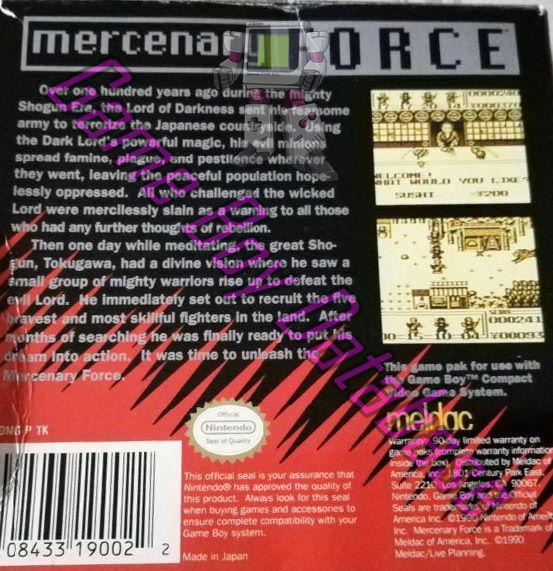 mercenary FORCE
Over one hundred years ago during the mighty
Shogun Era, the Lord of Darkness sent his fearsome
army to terrorize the Japanese countryside. Using
the Dark Lord's powerful magic, his evil minions
spread famine, plague and pestilence wherever
they went, leaving the peaceful population hope-
lessly oppressed. All who challenged the wicked
Lord were mercilessly slain as a warning to all those
who had any further thoughts of rebellion.
Then one day while meditating, the great Sho-
gun, Tokugawa, had a divine vision where he saw a
small group of mighty warriors rise up to defeat the
evil Lord. He immediately set out to recruit the five
bravest and most skillful fighters in the land. After
months of searching he was finally ready to put his
dream into action. It was time to unleash the
Mercenary Force.
WELCOME!
WHAT WOULD YOU LIKE?
SUSHI ¥200
SCORE
000241
00-15-10-04 ¥00093
This game pak for use with
the Game Boy™ Compact
Video Game System.
meldac
Warranty: 90-day limited warranty on
game paks (complete warranty information
inside box). Distributed by Meldac of
America, Inc., 1801 Century Park East,
Suite 2210, Los Angeles, CA 90067
Nintendo, Game Boy and the Official
Seals are trademarks of Nintendo of
America Inc. ©1990 Nintendo of America
Inc. Mercenary Force is a Trademark of
Meldac of America, Inc. ©1990
Meldac/Live Planning.
Official
Nintendo
Seal of Quality
This official seal is your assurance that
Nintendo® has approved the quality of
this product. Always look for this seal
when buying games and accessories to
ensure complete compatibility with your
Game Boy system.
Made in Japan
DMG P TK
08433 19002 2
Game Boy Database